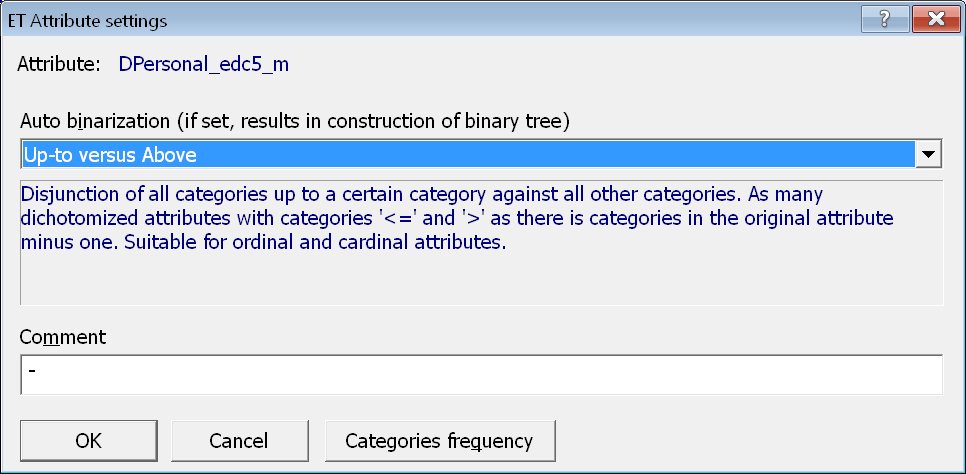 ET Attribute settings
?
Attribute: DPersonal_edc5_m
Auto binarization (if set, results in construction of binary tree)
Up-to versus Above
Disjunction of all categories up to a certain category against all other categories. As many
dichotomized attributes with categories '<=' and '>' as there is categories in the original attribute
minus one. Suitable for ordinal and cardinal attributes.
Comment
-
OK Cancel Categories frequency